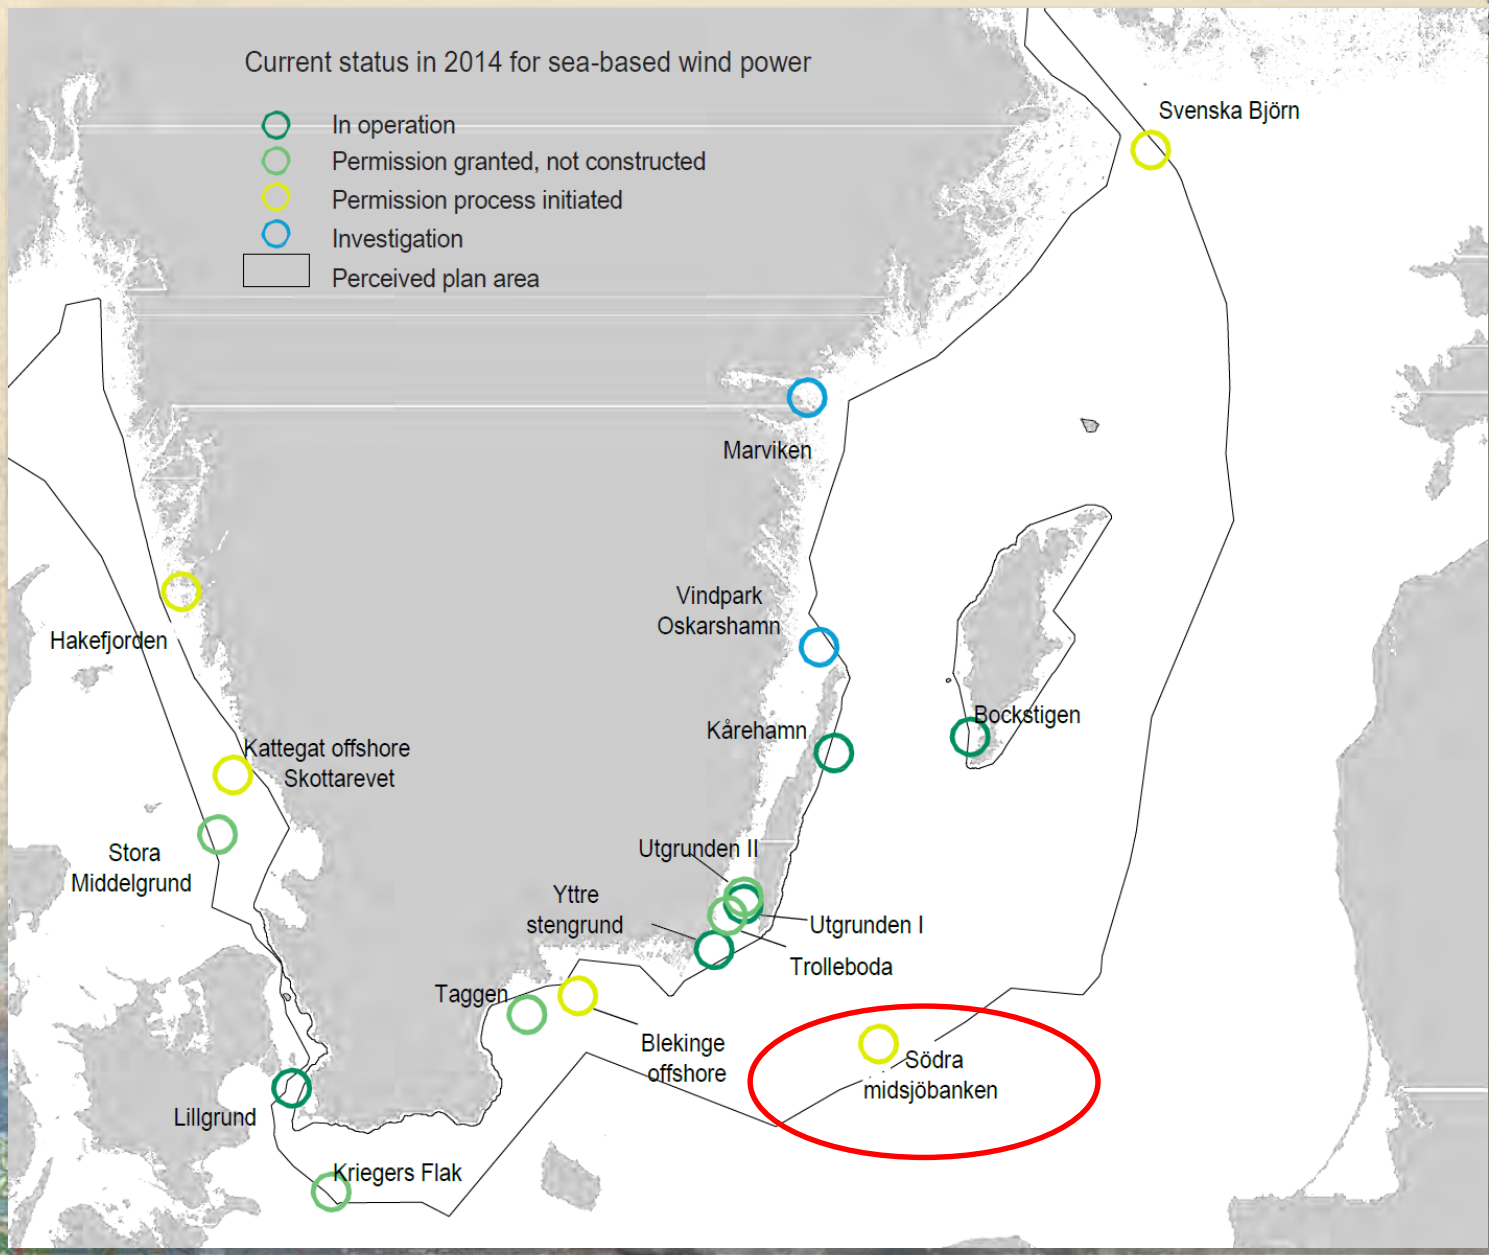 Current status in 2014 for sea-based wind power
In operation
Permission granted, not constructed
Permission process initiated
Investigation
Perceived plan area
Svenska Björn
Marviken
Vindpark
Oskarshamn
Hakefjorden
Kårehamn
Bockstigen
Kattegat offshore
Skottarevet
Stora
Middelgrund
Utgrunden II
Yttre
stengrund
Utgrunden I
Trolleboda
Taggen
Blekinge
offshore
Södra
midsjöbanken
Lillgrund
Kriegers Flak